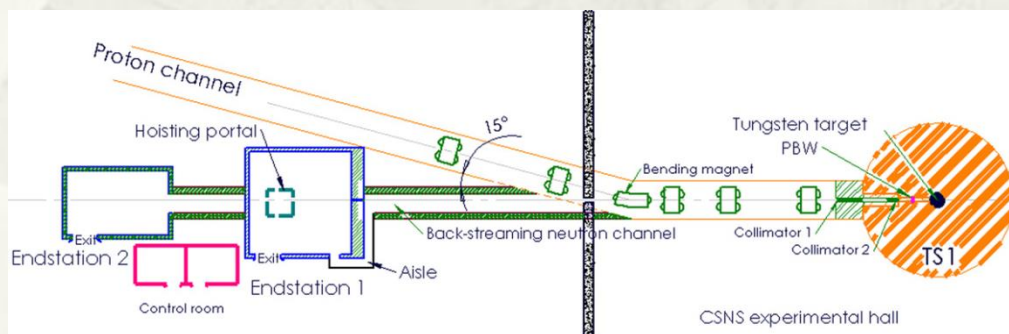 Proton channel
Hoisting portal
15°
Tungsten target
PBW
Bending magnet
Exit
Endstation 2
Back-streaming neutron channel
Collimator 1
Collimator 2
TS1
Exit
Endstation 1
Aisle
Control room
CSNS experimental hall